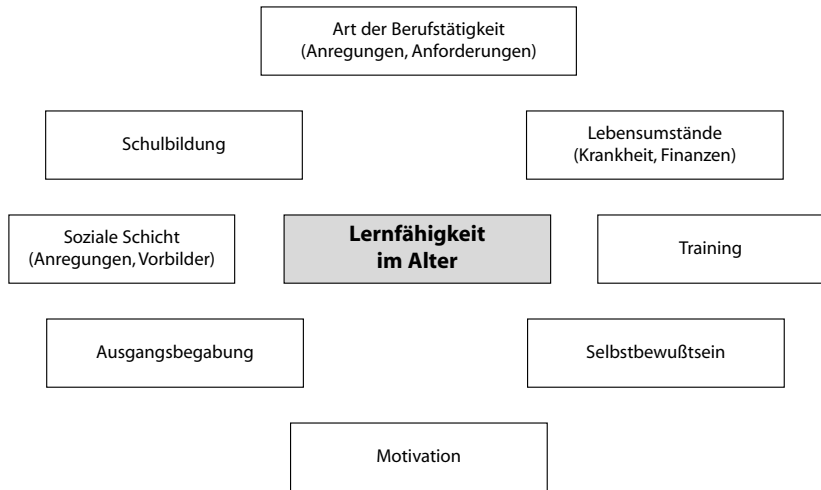 Art der Berufstätigkeit
(Anregungen, Anforderungen)
Schulbildung
Lebensumstände
(Krankheit, Finanzen)
Soziale Schicht
(Anregungen, Vorbilder)
Lernfähigkeit
im Alter
Training
Ausgangsbegabung
Selbstbewußtsein
Motivation